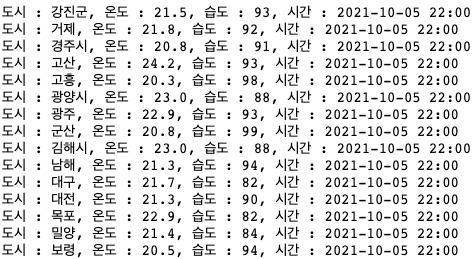 도시 : 강진군, 온도 : 21.5, 습도 : 93, 시간 : 2021-10-05 22:00
도시 : 거제, 온도 : 21.8, 습도 : 92, 시간 : 2021-10-05 22:00
도시 : 경주시, 온도 : 20.8, 습도 : 91, 시간 : 2021-10-05 22:00
도시 : 고산, 온도 : 24.2, 습도 : 93, 시간 : 2021-10-05 22:00
도시 : 고흥, 온도 : 20.3, 습도 : 98, 시간 : 2021-10-05 22:00
도시 : 광양시, 온도 : 23.0, 습도 : 88, 시간 : 2021-10-05 22:00
도시 : 광주, 온도 : 22.9, 습도 : 93, 시간 : 2021-10-05 22:00
도시 : 군산, 온도 : 20.8, 습도 : 99, 시간 : 2021-10-05 22:00
도시 : 김해시, 온도 : 23.0, 습도 : 88, 시간 : 2021-10-05 22:00
도시 : 남해, 온도 : 21.3, 습도 : 94, 시간 : 2021-10-05 22:00
도시 : 대구, 온도 : 21.7, 습도 : 82, 시간 : 2021-10-05 22:00
도시 : 대전, 온도 : 21.3, 습도 : 90, 시간 : 2021-10-05 22:00
도시 : 목포, 온도 : 22.9, 습도 : 82, 시간 : 2021-10-05 22:00
도시 : 밀양, 온도 : 21.4, 습도 : 84, 시간 : 2021-10-05 22:00
도시 : 보령, 온도 : 20.5, 습도 : 94, 시간 : 2021-10-05 22:00